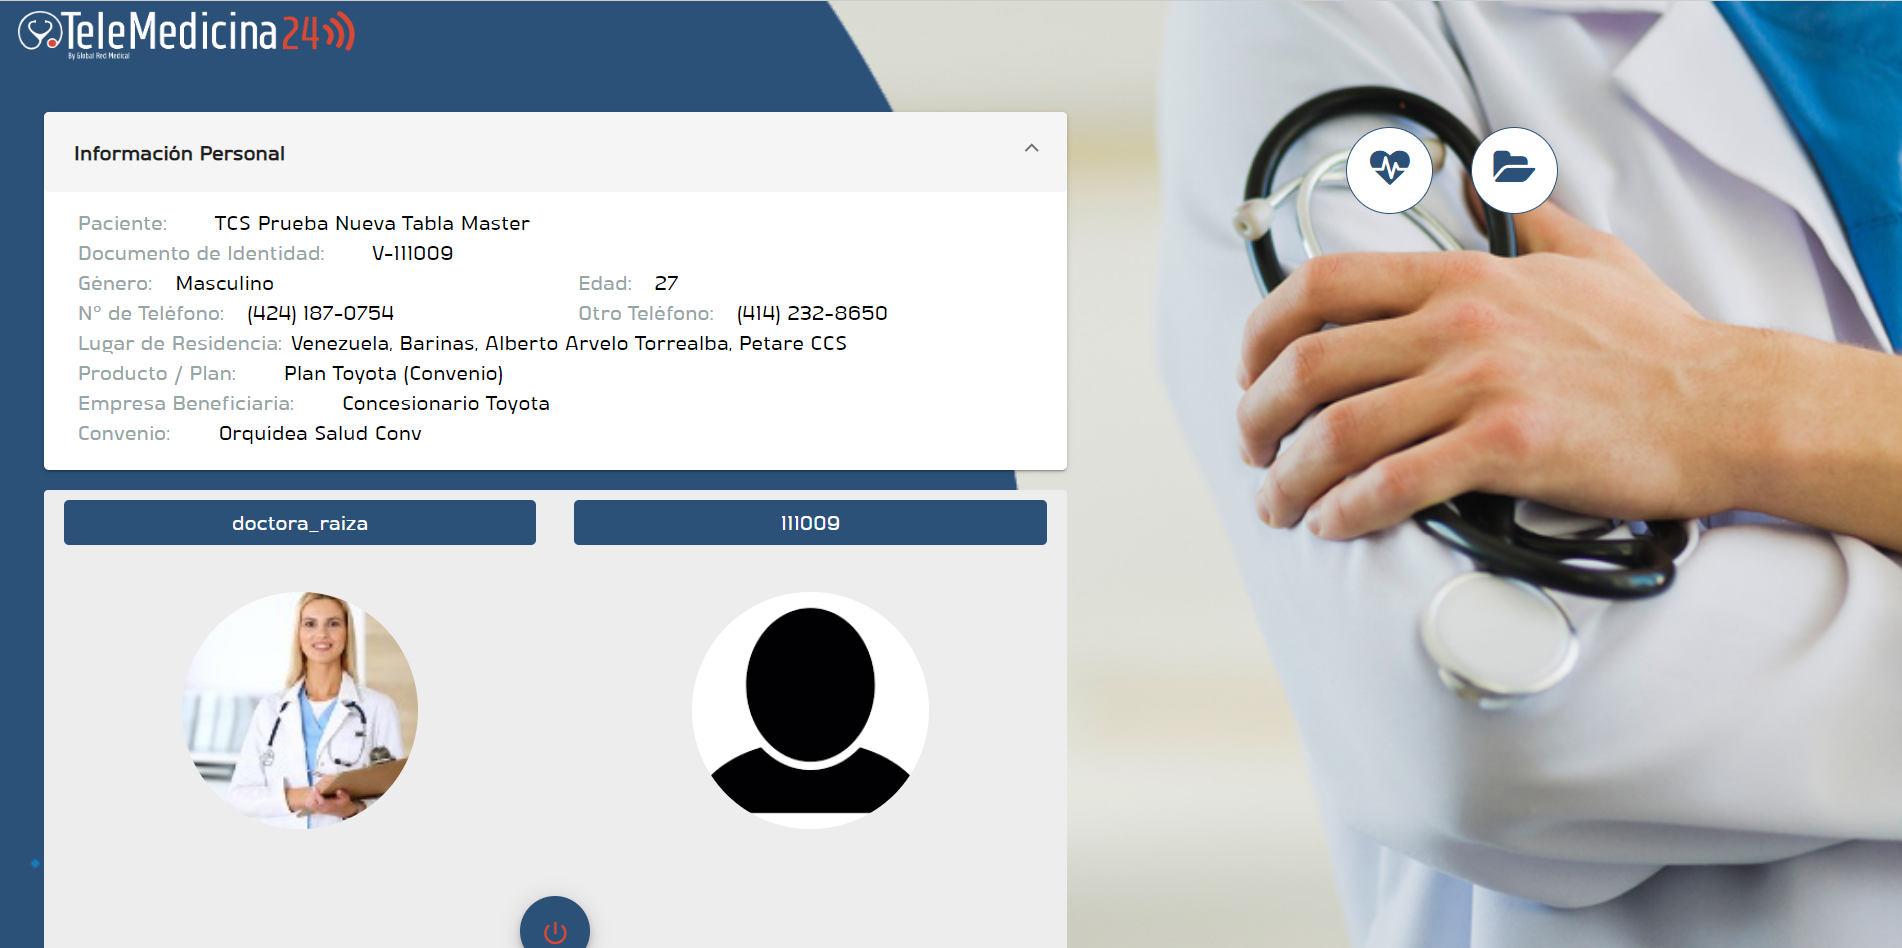 TeleMedicina 24
By Global Red Medical
Información Personal
Paciente: TCS Prueba Nueva Tabla Master
Documento de Identidad: V-111009
Género: Masculino Edad: 27
N° de Teléfono: (424) 187-0754 Otro Teléfono: (414) 232-8650
Lugar de Residencia: Venezuela, Barinas, Alberto Arvelo Torrealba, Petare CCS
Producto / Plan: Plan Toyota (Convenio)
Empresa Beneficiaria: Concesionario Toyota
Convenio: Orquidea Salud Conv
doctora_raiza 111009